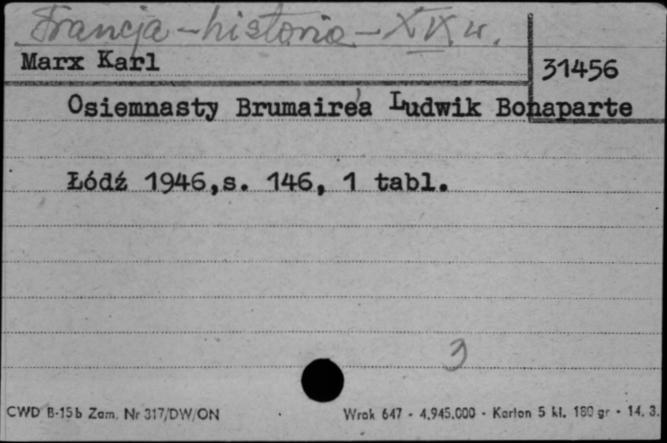 Francja - historia - XIX w.
Marx Karl
31456
Osiemnasty Brumaire'a Ludwik Bonaparte
Łódź 1946,s. 146, 1 tabl.
3
CWD B-15b Zam. Nr 317/DW/ON
Wrok 647 - 4.945.000 - Karton 5 kl. 180 gr - 14. 3.